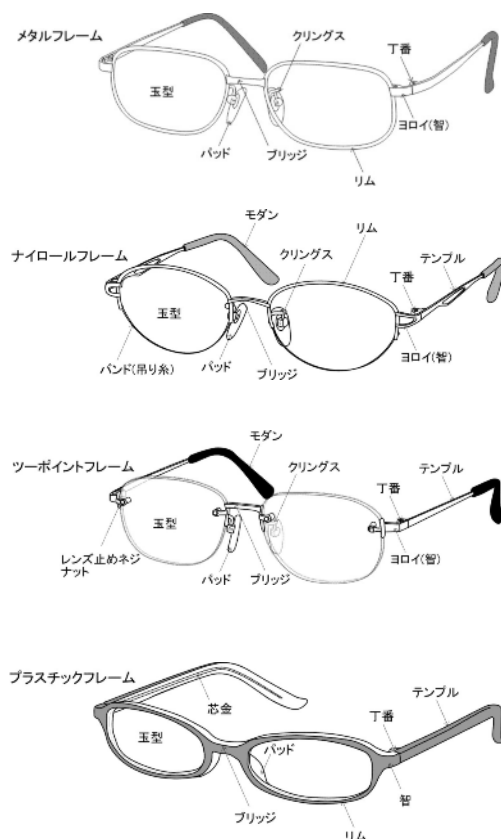 メタルフレーム
クリングス
丁番
玉型
ヨロイ(智)
パッド
ブリッジ
リム
モダン
リム
ナイロールフレーム
クリングス
テンプル
丁番
玉型
バンド(吊り糸)
パッド
ブリッジ
ヨロイ(智)
モダン
ツーポイントフレーム
クリングス
テンプル
丁番
玉型
レンズ止めネジ
ナット
パッド
ブリッジ
ヨロイ(智)
プラスチックフレーム
芯金
テンプル
丁番
玉型
パッド
智
ブリッジ
リム